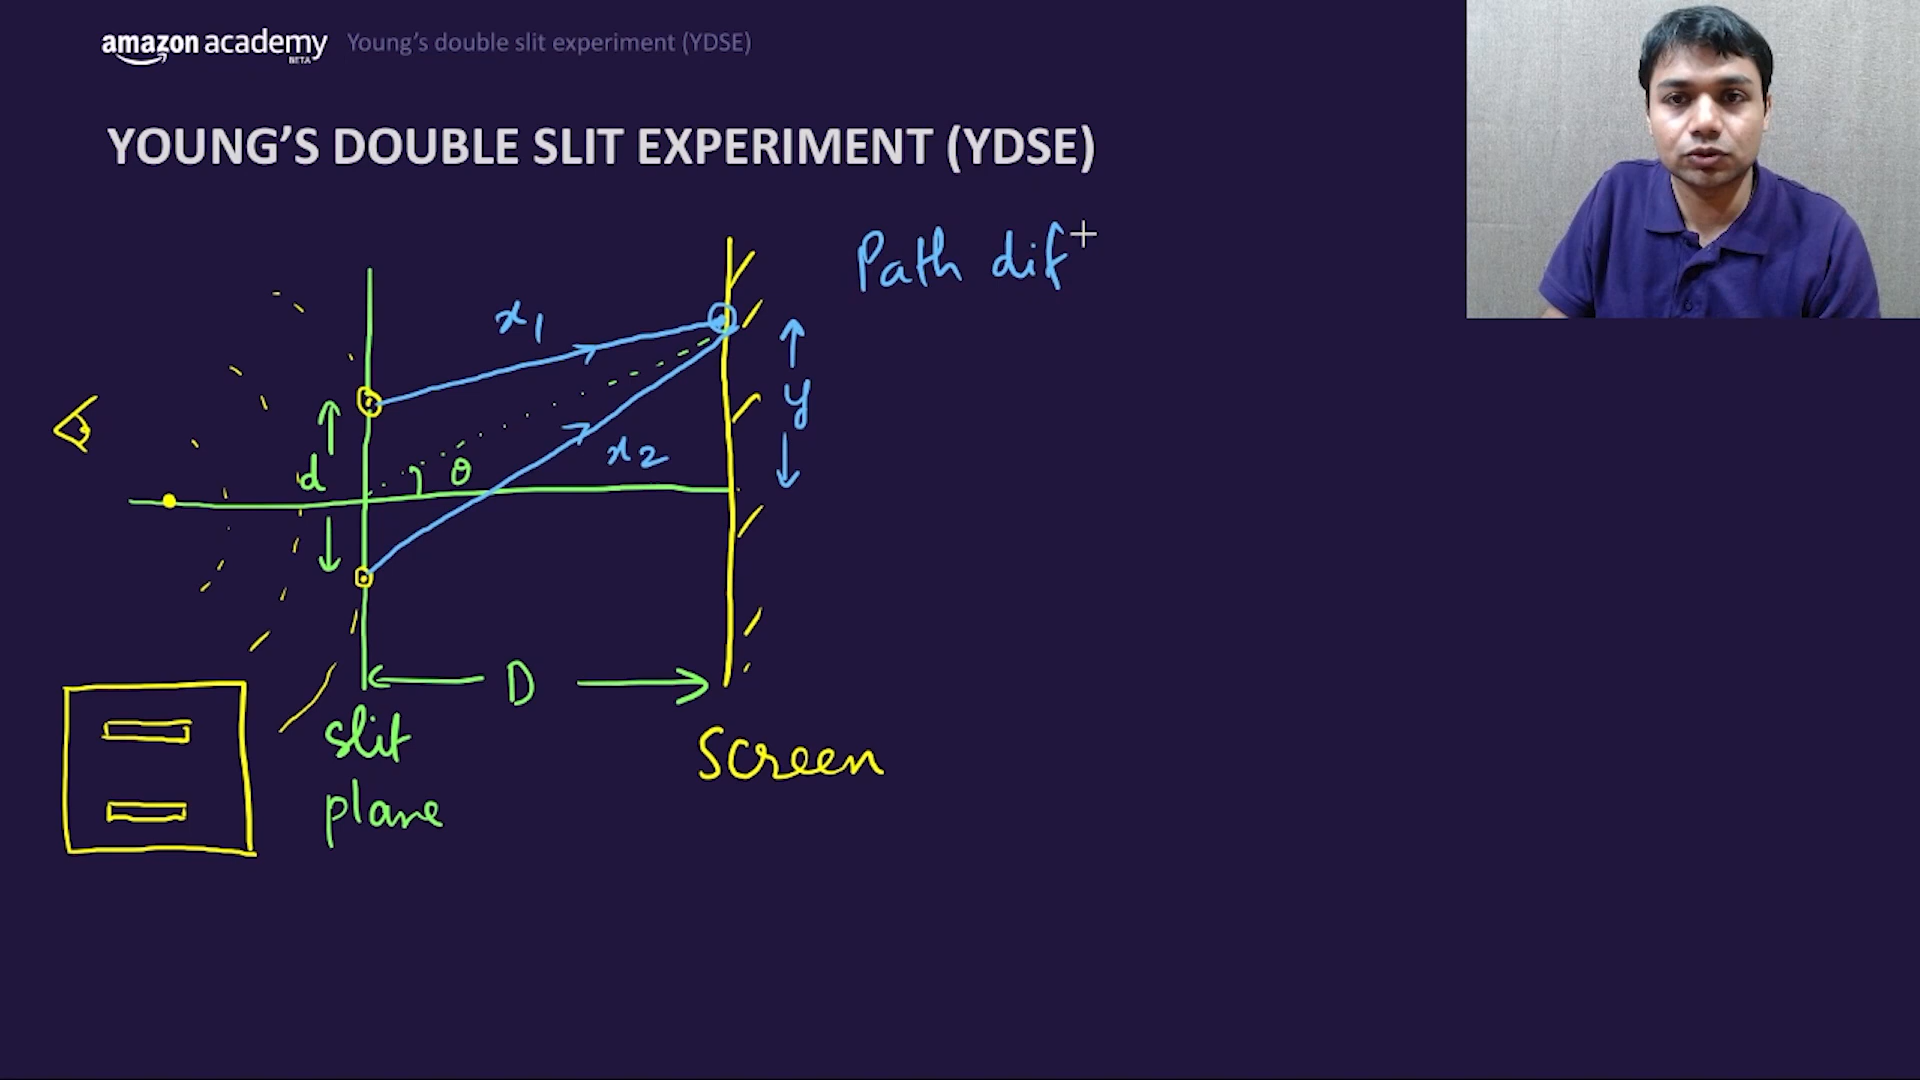 amazon academy
BETA
Young's double slit experiment (YDSE)
YOUNG'S DOUBLE SLIT EXPERIMENT (YDSE)
Path dif
x1
y
x2
d
θ
D
slit
plane
Screen